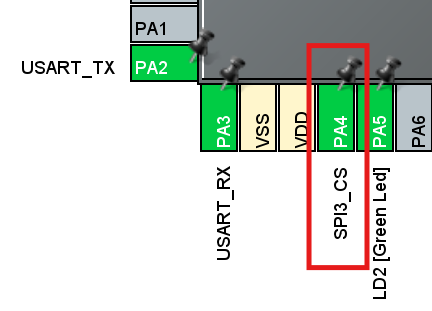 PA1
USART_TX
PA2
PA3
VSS
VDD
PA4
PA5
PA6
USART_RX
SPI3_CS
LD2 [Green Led]